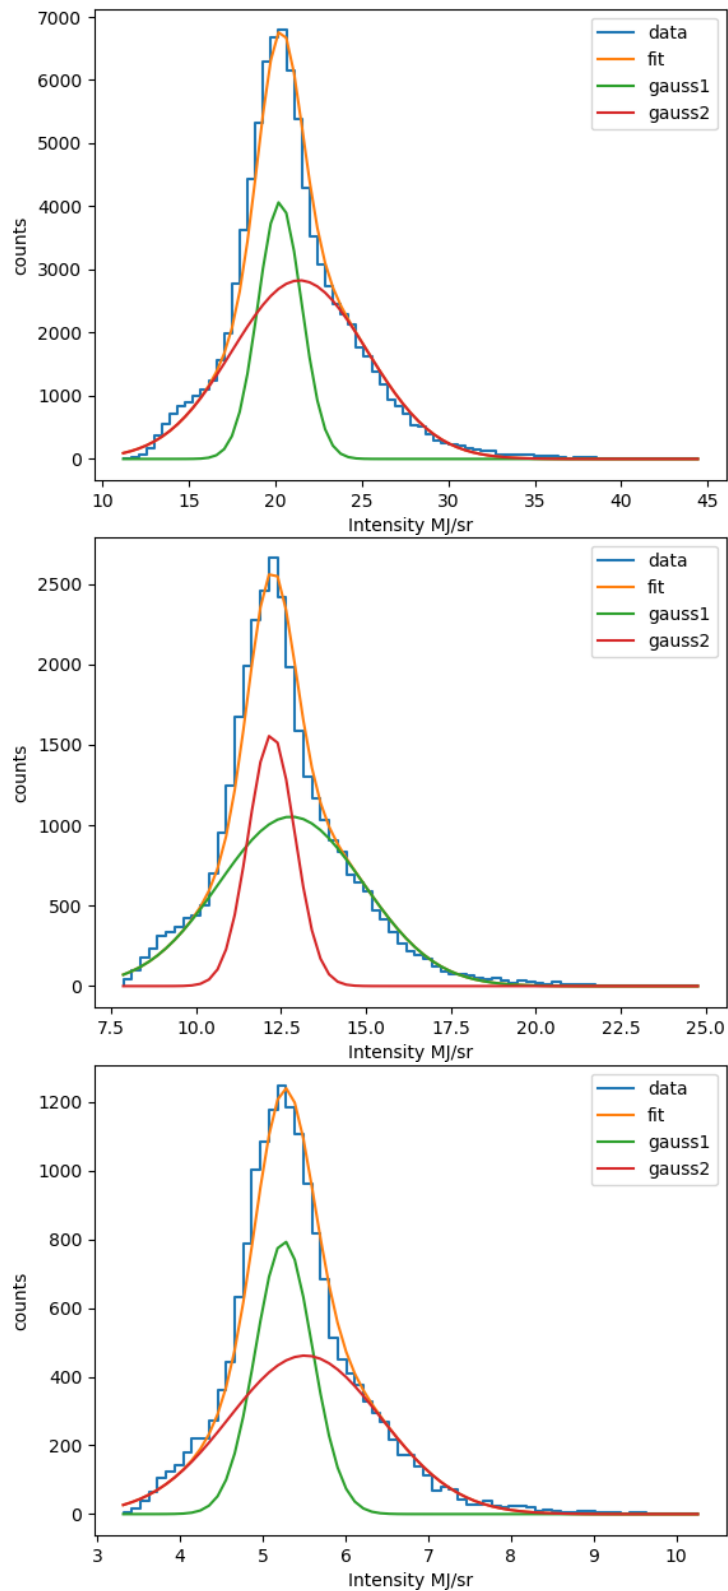 7000
6000
5000
4000
3000
2000
1000
0
counts
data
fit
gauss1
gauss2
10 15 20 25 30 35 40 45
Intensity MJ/sr
2500
2000
1500
1000
500
0
counts
data
fit
gauss1
gauss2
7.5 10.0 12.5 15.0 17.5 20.0 22.5 25.0
Intensity MJ/sr
1200
1000
800
600
400
200
0
counts
data
fit
gauss1
gauss2
3 4 5 6 7 8 9 10
Intensity MJ/sr